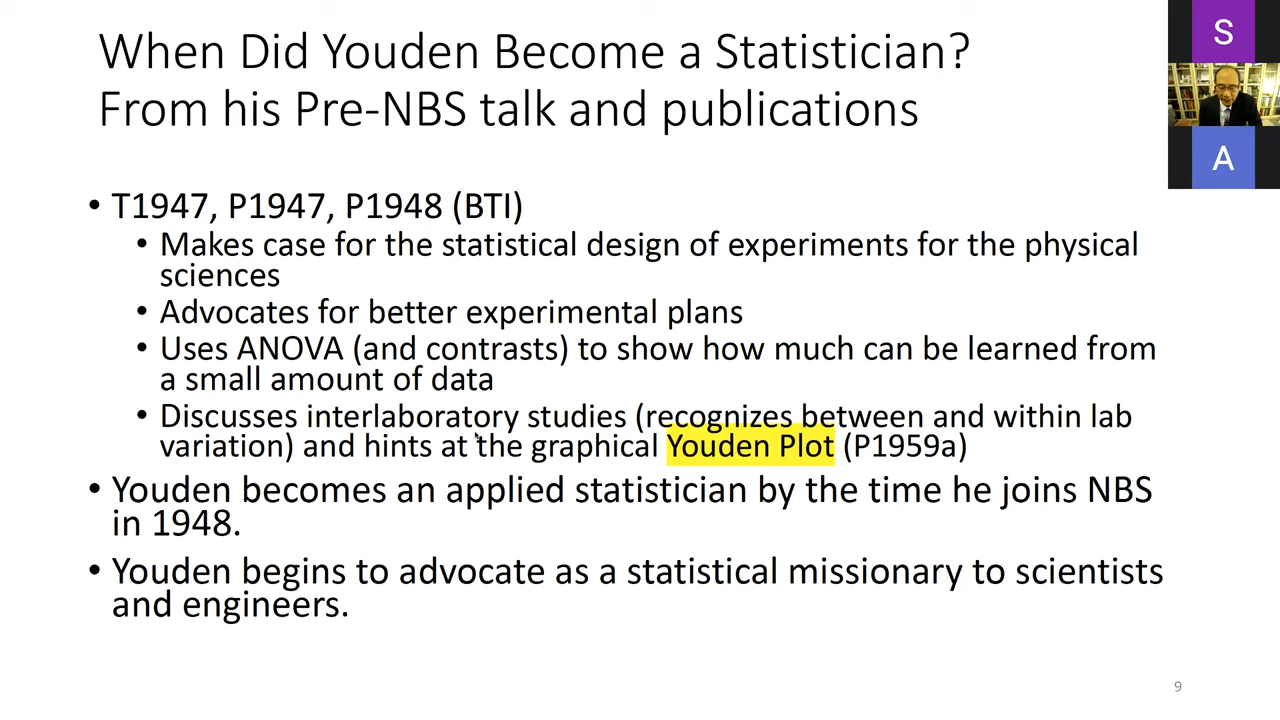 When Did Youden Become a Statistician?
From his Pre-NBS talk and publications
S
A
• T1947, P1947, P1948 (BTI)
• Makes case for the statistical design of experiments for the physical
sciences
• Advocates for better experimental plans
• Uses ANOVA (and contrasts) to show how much can be learned from
a small amount of data
• Discusses interlaboratory studies (recognizes between and within lab
variation) and hints at the graphical Youden Plot (P1959a)
• Youden becomes an applied statistician by the time he joins NBS
in 1948.
• Youden begins to advocate as a statistical missionary to scientists
and engineers.
9